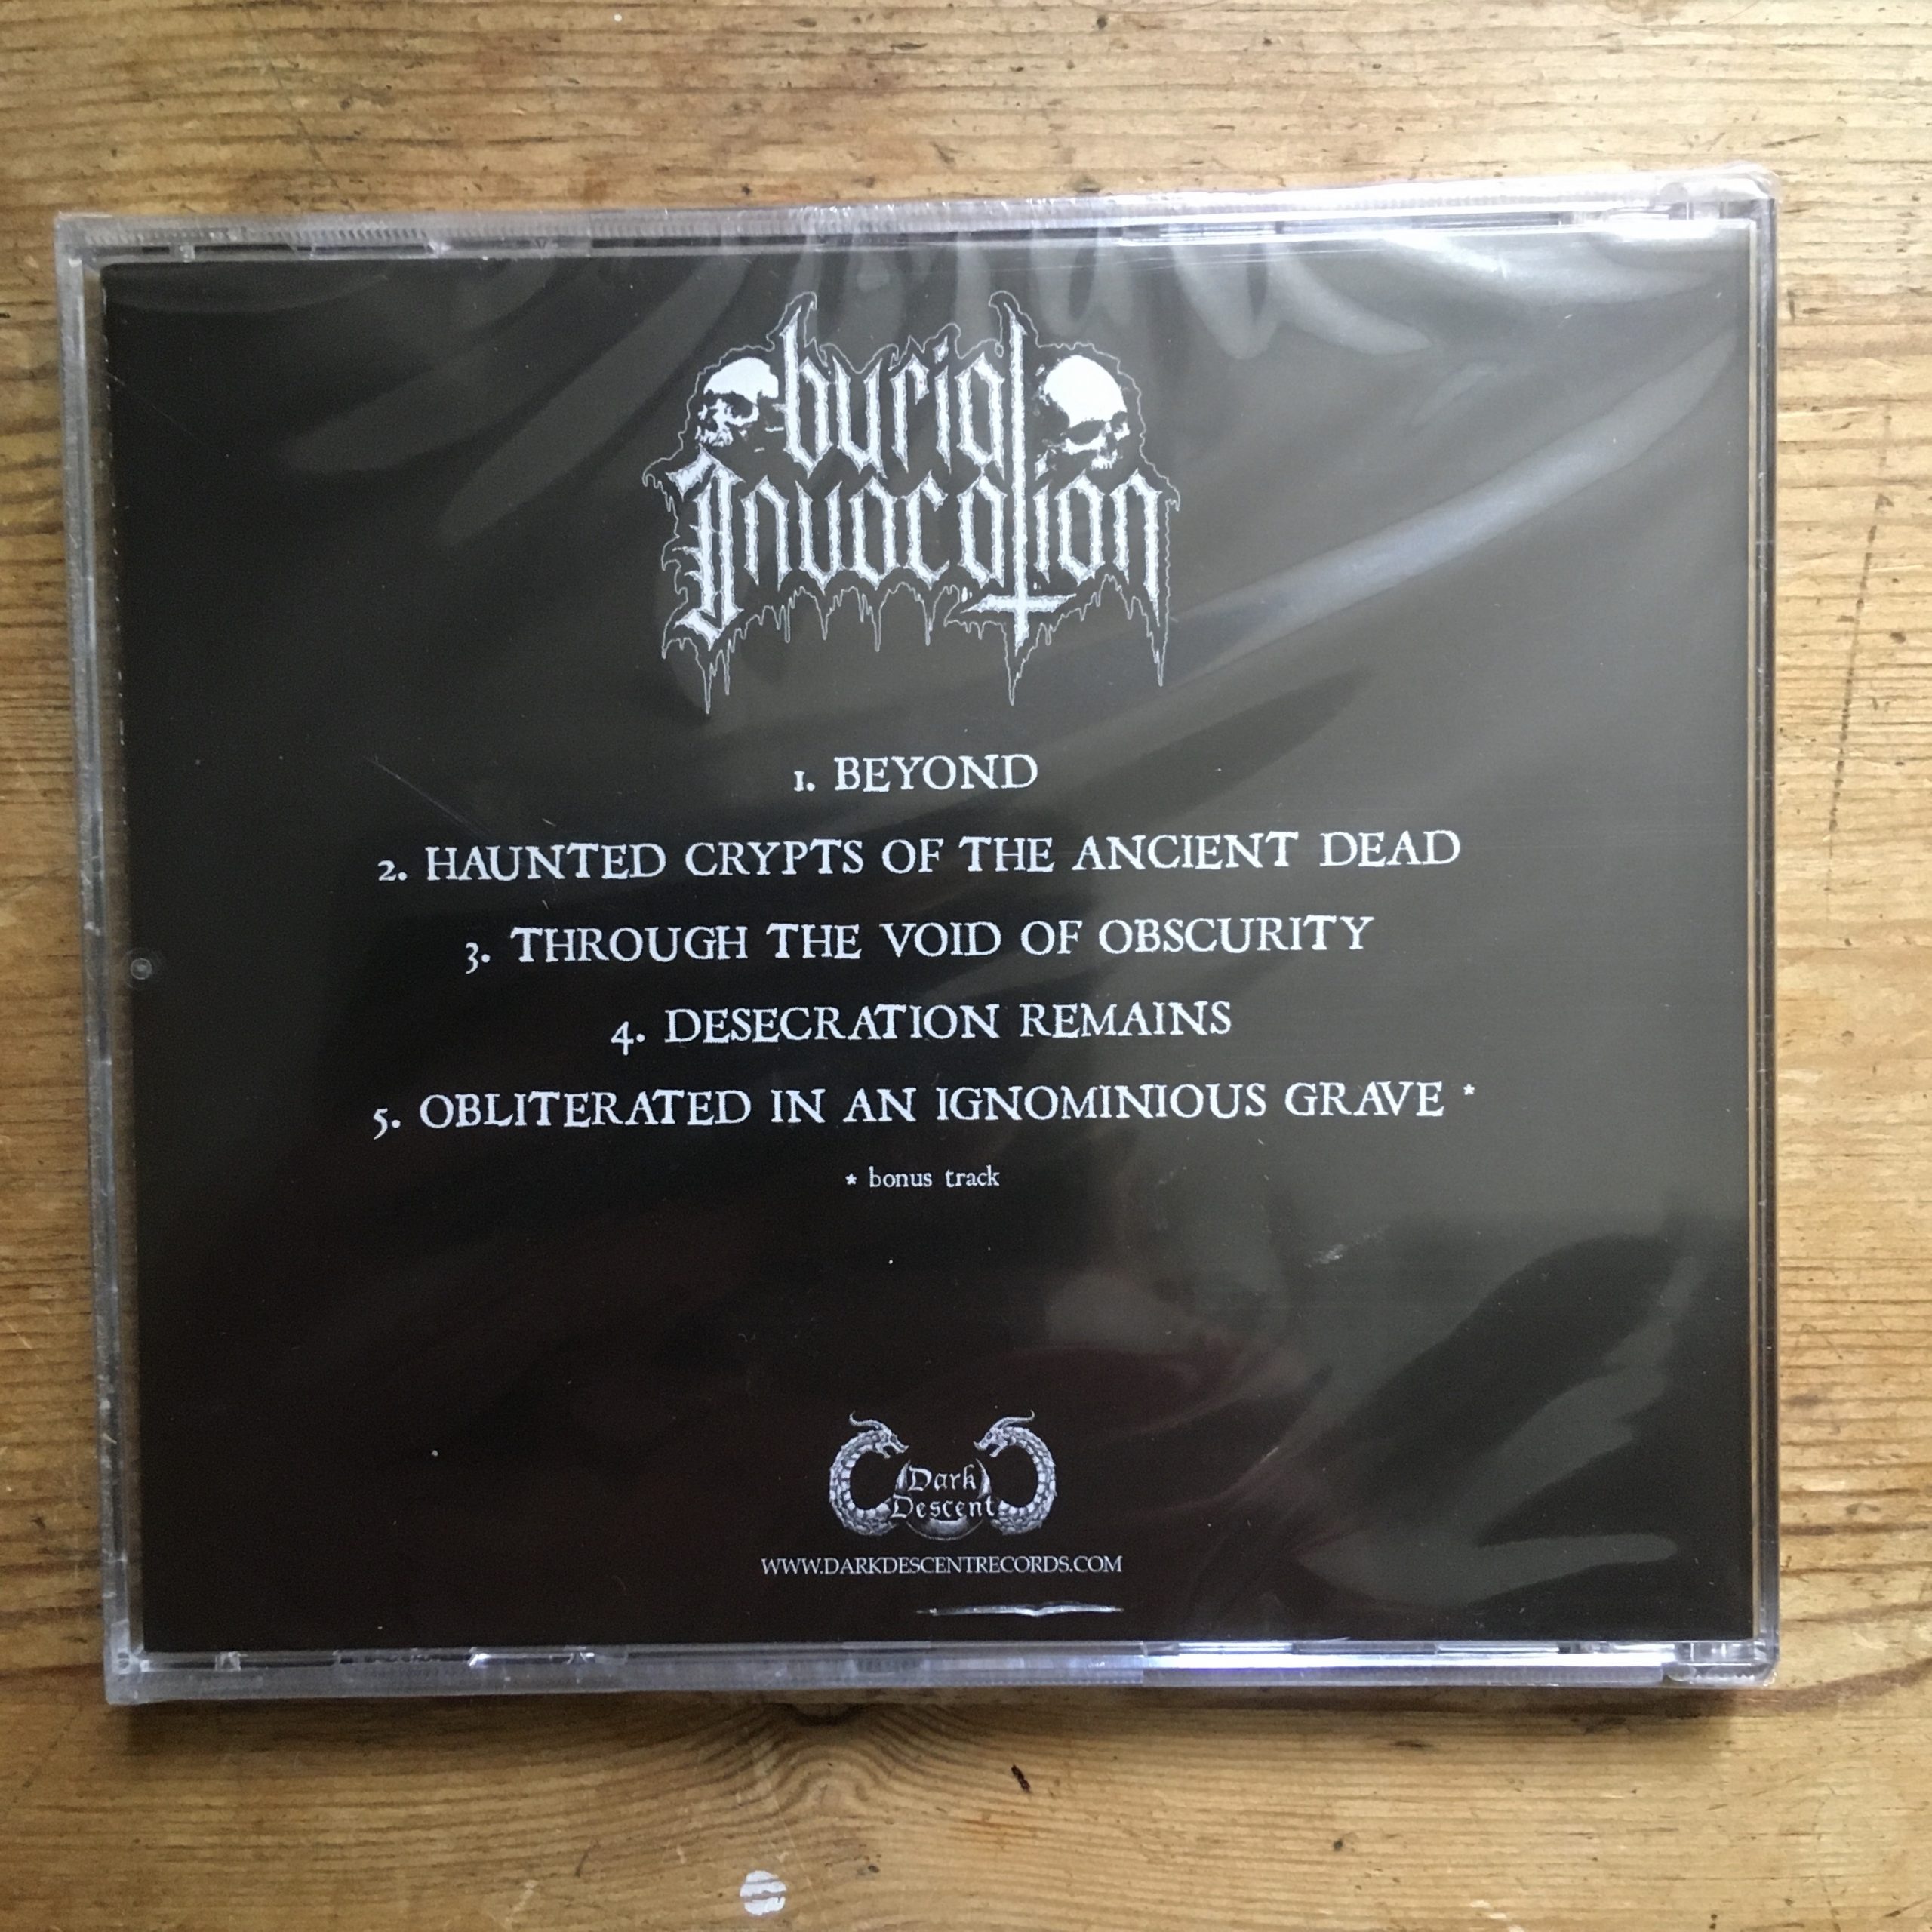 burial
Invocation
1. BEYOND
2. HAUNTED CRYPTS OF THE ANCIENT DEAD
3. THROUGH THE VOID OF OBSCURITY
4. DESECRATION REMAINS
5. OBLITERATED IN AN IGNOMINIOUS GRAVE *
* bonus track
Dark
Descent
WWW.DARKDESCENTRECORDS.COM